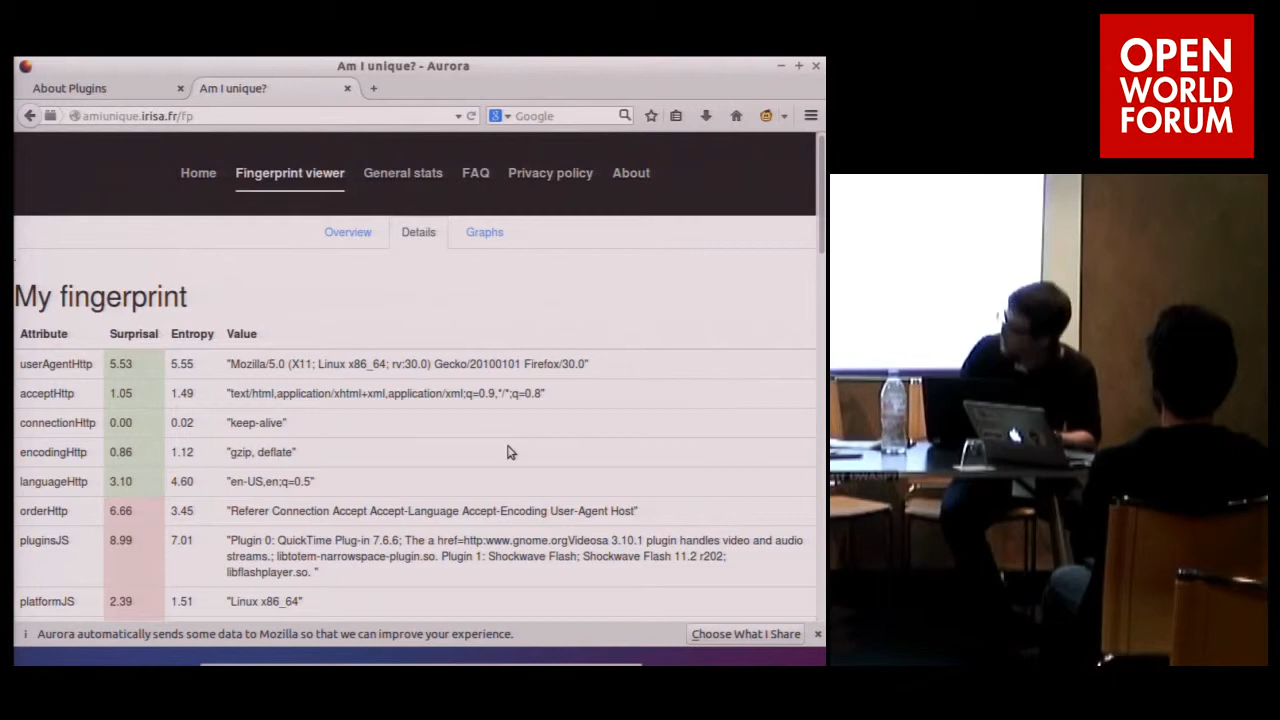 OPEN
WORLD
FORUM
Am I unique? - Aurora
About Plugins
Am I unique?
amiunique.irisa.fr/fp
Google
Home Fingerprint viewer General stats FAQ Privacy policy About
Overview Details Graphs
My fingerprint
Attribute Surprisal Entropy Value
userAgentHttp 5.53 5.55 "Mozilla/5.0 (X11; Linux x86_64; rv:30.0) Gecko/20100101 Firefox/30.0"
acceptHttp 1.05 1.49 "text/html,application/xhtml+xml,application/xml;q=0.9,*/*;q=0.8"
connectionHttp 0.00 0.02 "keep-alive"
encodingHttp 0.86 1.12 "gzip, deflate"
languageHttp 3.10 4.60 "en-US,en;q=0.5"
orderHttp 6.66 3.45 "Referer Connection Accept Accept-Language Accept-Encoding User-Agent Host"
pluginsJS 8.99 7.01 "Plugin 0: QuickTime Plug-in 7.6.6; The a href=http:www.gnome.orgVideosa 3.10.1 plugin handles video and audio
streams.; libtotem-narrowspace-plugin.so. Plugin 1: Shockwave Flash; Shockwave Flash 11.2 r202;
libflashplayer.so. "
platformJS 2.39 1.51 "Linux x86_64"
Aurora automatically sends some data to Mozilla so that we can improve your experience.
Choose What I Share